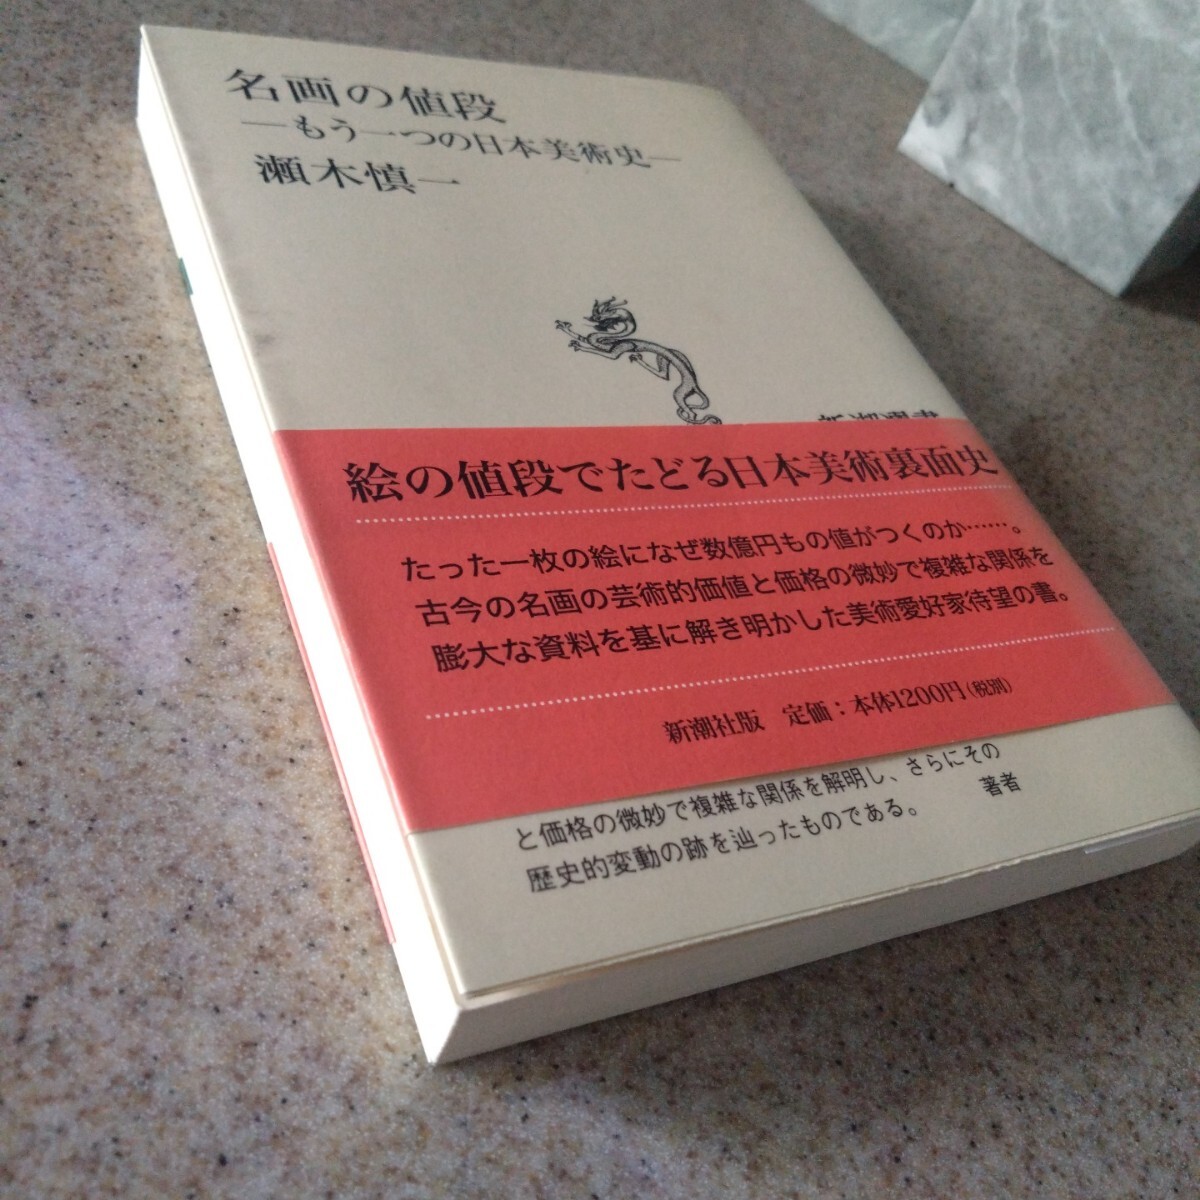 名画の値段
―もう一つの日本美術史―
瀬木慎一
新潮選書
絵の値段でたどる日本美術裏面史
たった一枚の絵になぜ数億円もの値がつくのか……。
古今の名画の芸術的価値と価格の微妙で複雑な関係を
膨大な資料を基に解き明かした美術愛好家待望の書。
新潮社版 定価：本体1200円（税別）
と価格の微妙で複雑な関係を解明し、さらにその
歴史的変動の跡を辿ったものである。 著者